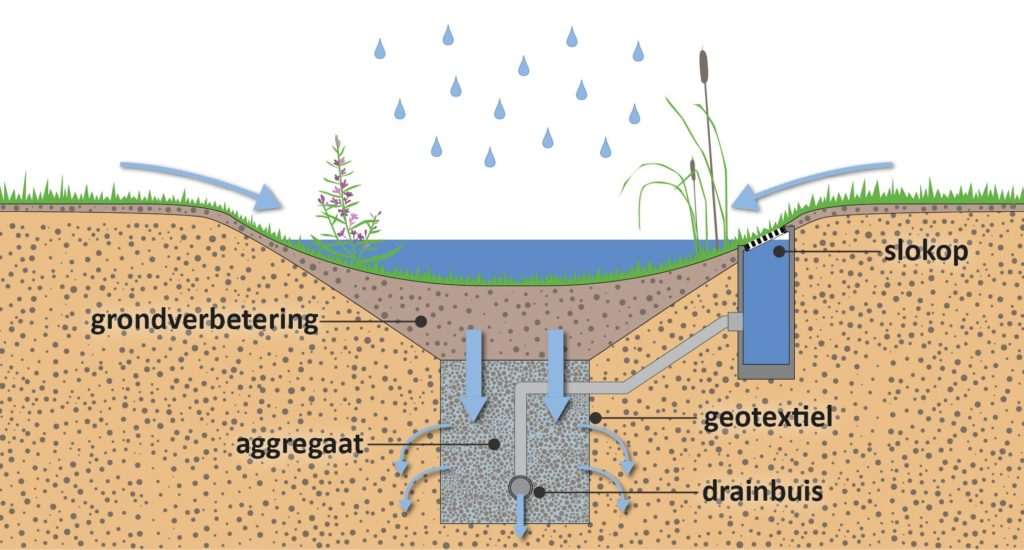 slokop
grondverbetering
geotextiel
aggregaat
drainbuis